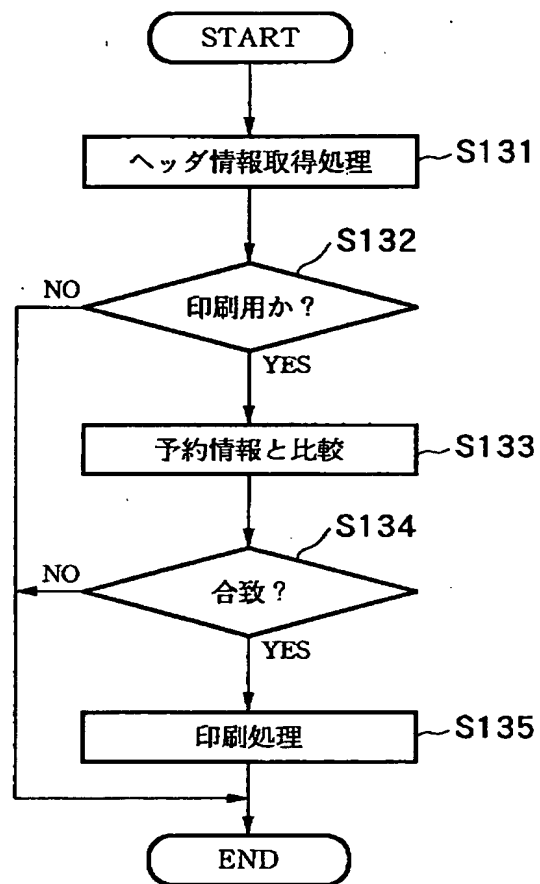 START
ヘッダ情報取得処理
S131
S132
NO
印刷用か?
YES
予約情報と比較
S133
S134
NO
合致?
YES
印刷処理
S135
END